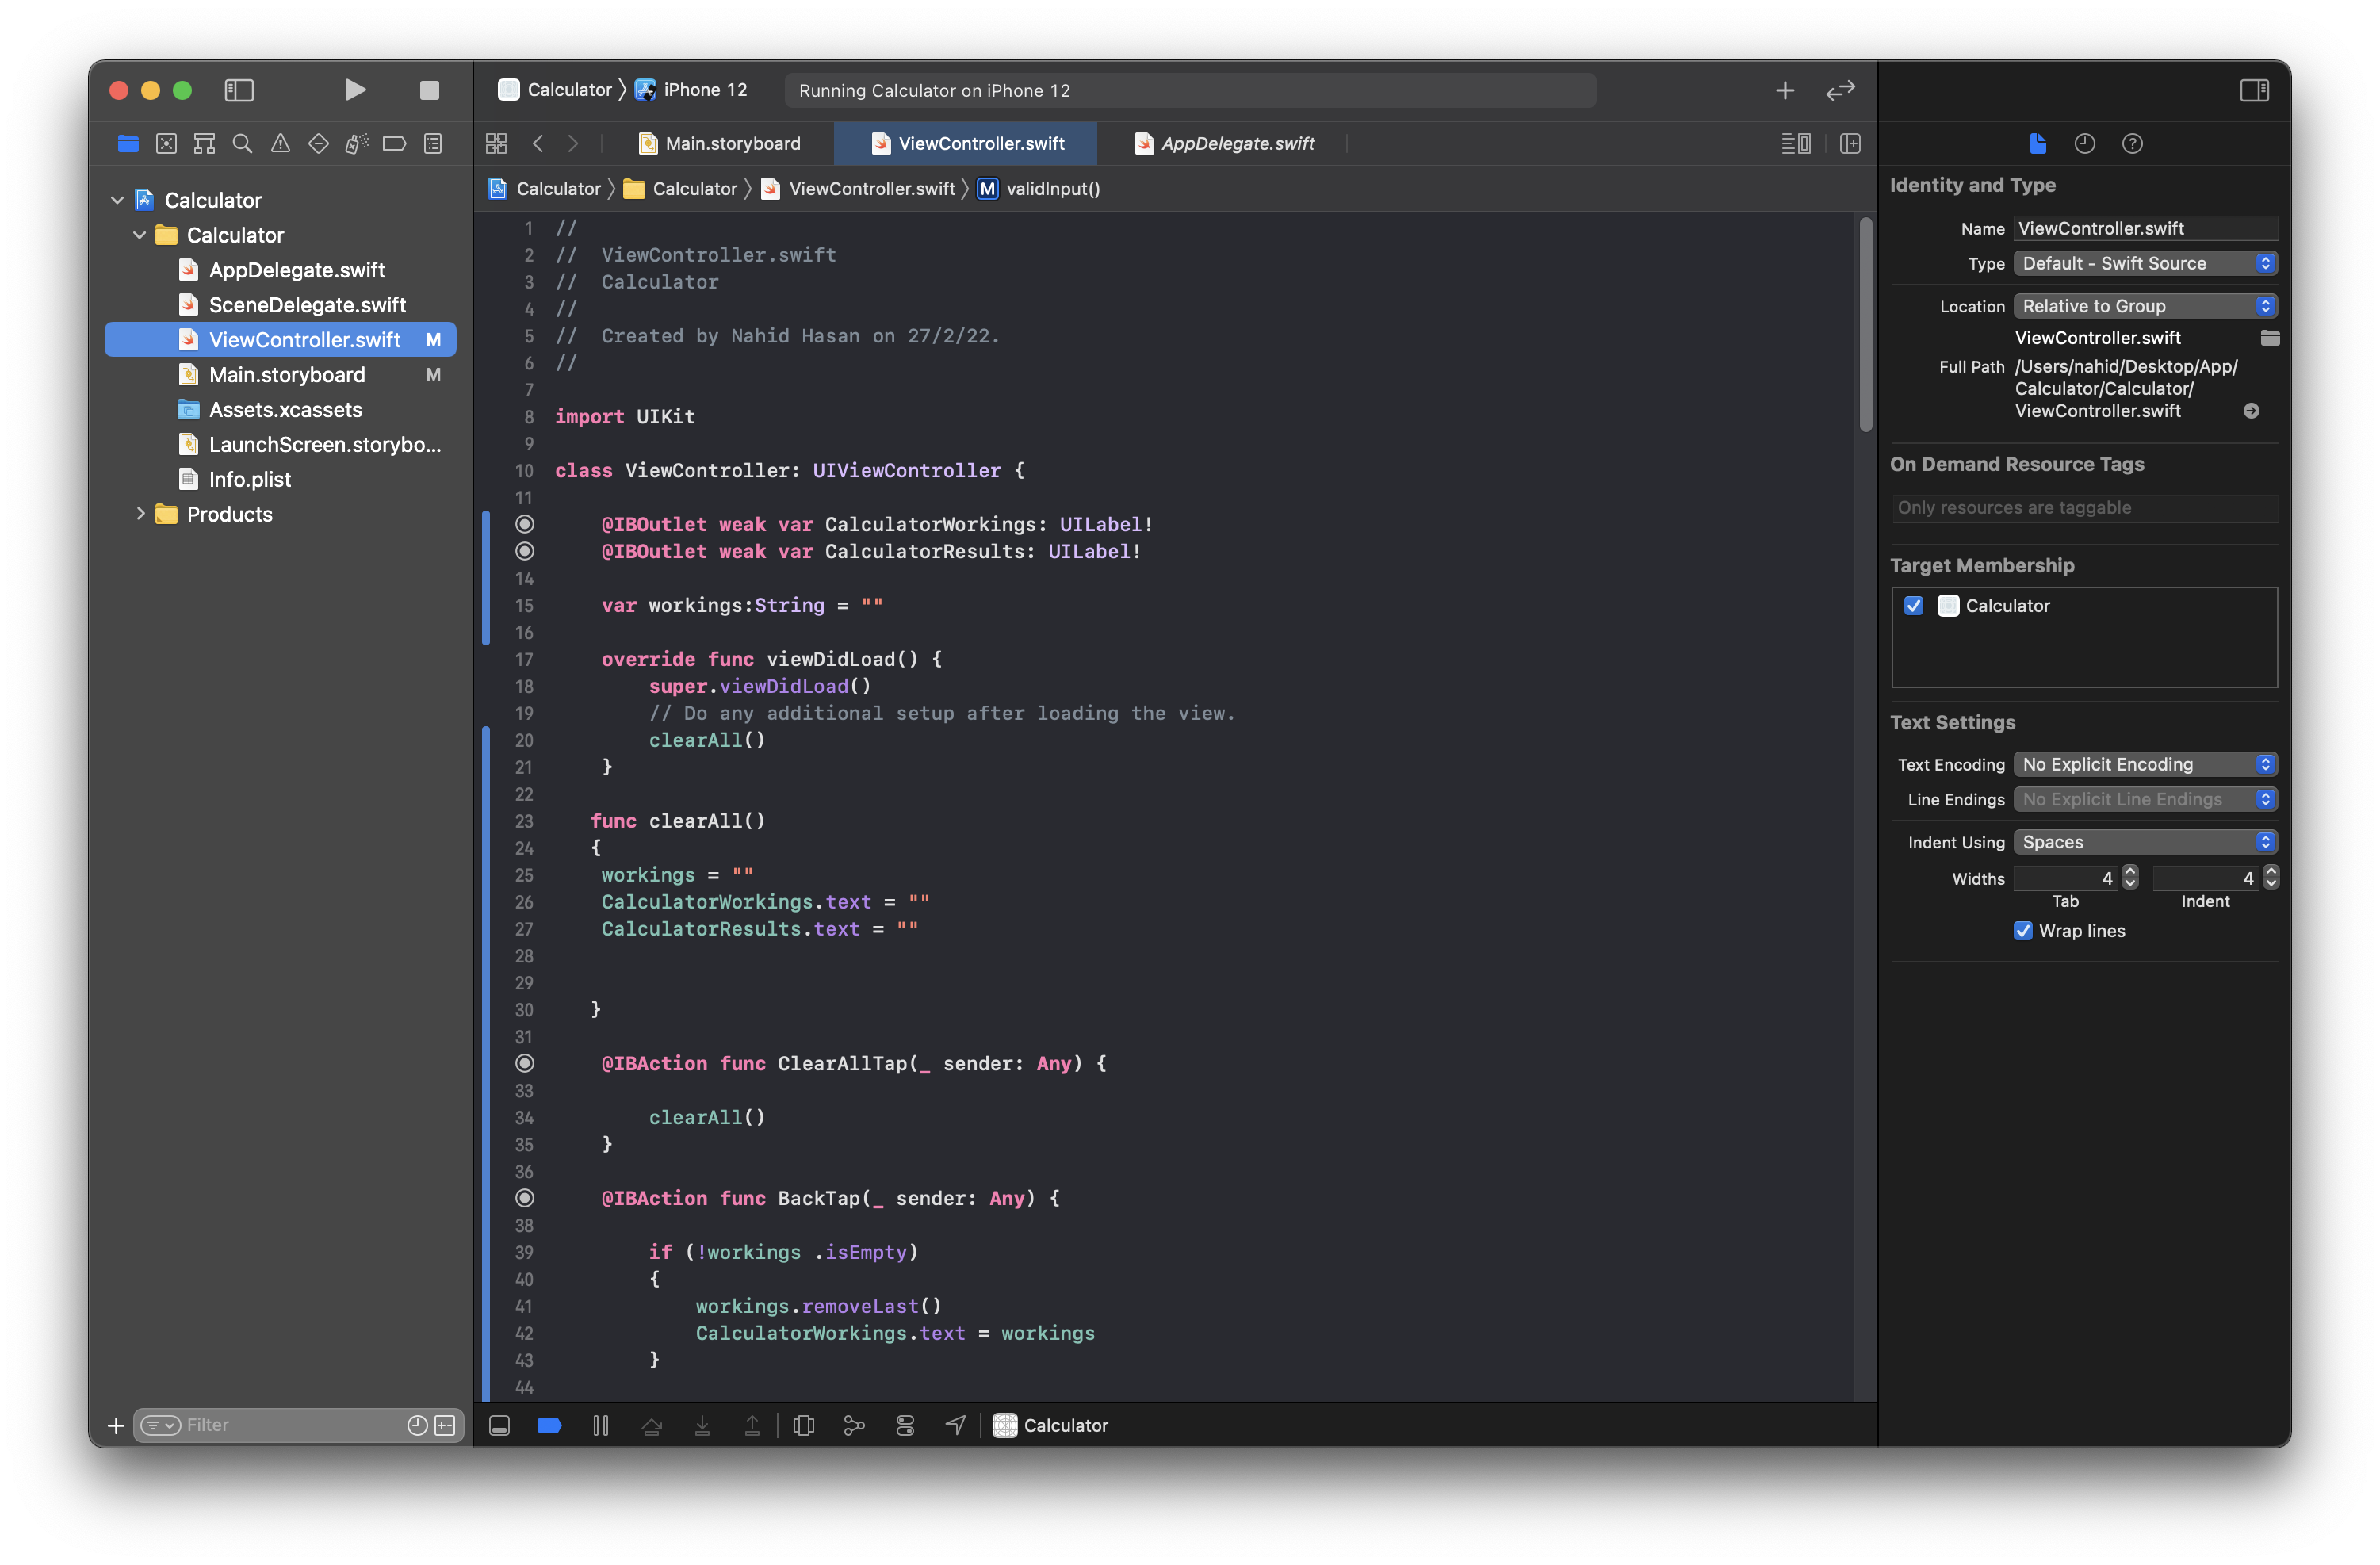 Calculator
iPhone 12
Running Calculator on iPhone 12
Main.storyboard
ViewController.swift
AppDelegate.swift
Calculator
Calculator
ViewController.swift
M
validInput()
Calculator
Calculator
AppDelegate.swift
SceneDelegate.swift
ViewController.swift M
Main.storyboard M
Assets.xcassets
LaunchScreen.storybo...
Info.plist
Products
Filter
1 //
2 //  ViewController.swift
3 //  Calculator
4 //
5 //  Created by Nahid Hasan on 27/2/22.
6 //
7
8 import UIKit
9
10 class ViewController: UIViewController {
11
    @IBOutlet weak var CalculatorWorkings: UILabel!
    @IBOutlet weak var CalculatorResults: UILabel!
14
15     var workings:String = ""
16
17     override func viewDidLoad() {
18         super.viewDidLoad()
19         // Do any additional setup after loading the view.
20         clearAll()
21     }
22
23    func clearAll()
24    {
25     workings = ""
26     CalculatorWorkings.text = ""
27     CalculatorResults.text = ""
28
29
30    }
31
    @IBAction func ClearAllTap(_ sender: Any) {
33
34         clearAll()
35     }
36
    @IBAction func BackTap(_ sender: Any) {
38
39         if (!workings .isEmpty)
40         {
41             workings.removeLast()
42             CalculatorWorkings.text = workings
43         }
44
Calculator
Identity and Type
Name ViewController.swift
Type Default - Swift Source
Location Relative to Group
ViewController.swift
Full Path /Users/nahid/Desktop/App/
Calculator/Calculator/
ViewController.swift
On Demand Resource Tags
Only resources are taggable
Target Membership
Calculator
Text Settings
Text Encoding No Explicit Encoding
Line Endings No Explicit Line Endings
Indent Using Spaces
Widths 4 4
Tab Indent
Wrap lines